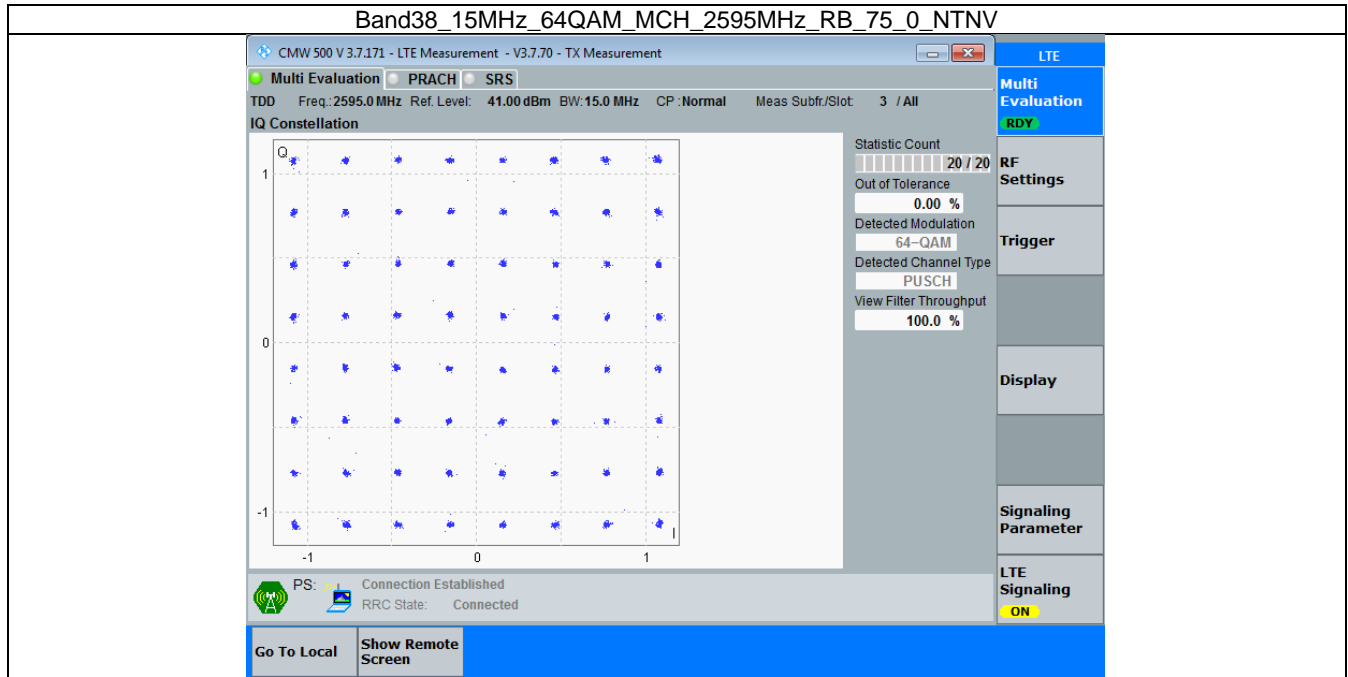 Band38_15MHz_64QAM_MCH_2595MHz_RB_75_0_NTNV
CMW 500 V 3.7.171 - LTE Measurement - V3.7.70 - TX Measurement
LTE
Multi Evaluation PRACH SRS
TDD Freq.:2595.0 MHz Ref. Level: 41.00 dBm BW:15.0 MHz CP :Normal Meas Subfr./Slot: 3 / All
IQ Constellation
Q
1
0
-1
-1 0 1
I
Statistic Count
20 / 20
Out of Tolerance
0.00 %
Detected Modulation
64-QAM
Detected Channel Type
PUSCH
View Filter Throughput
100.0 %
Multi
Evaluation
RDY
RF
Settings
Trigger
Display
Signaling
Parameter
LTE
Signaling
ON
PS: Connection Established
RRC State: Connected
Go To Local
Show Remote
Screen